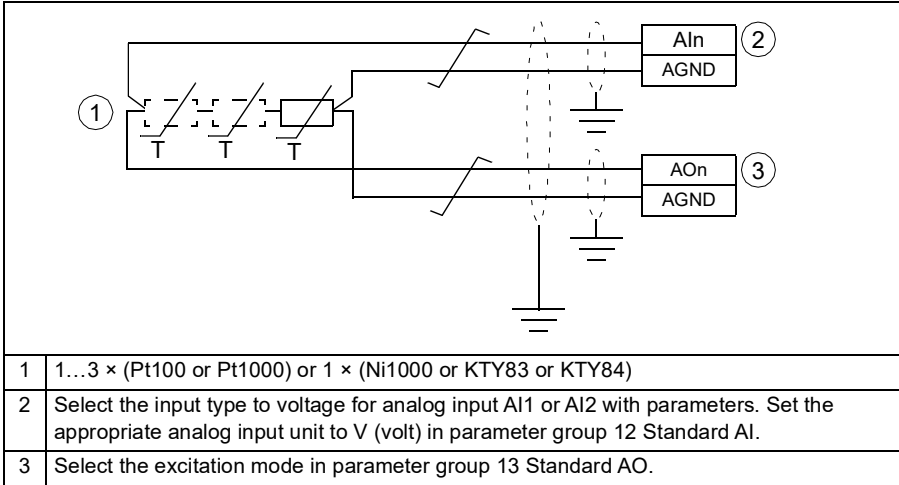 AIn
2
AGND
1
T T T
AOn
3
AGND
1 1…3 × (Pt100 or Pt1000) or 1 × (Ni1000 or KTY83 or KTY84)
2 Select the input type to voltage for analog input AI1 or AI2 with parameters. Set the
appropriate analog input unit to V (volt) in parameter group 12 Standard AI.
3 Select the excitation mode in parameter group 13 Standard AO.